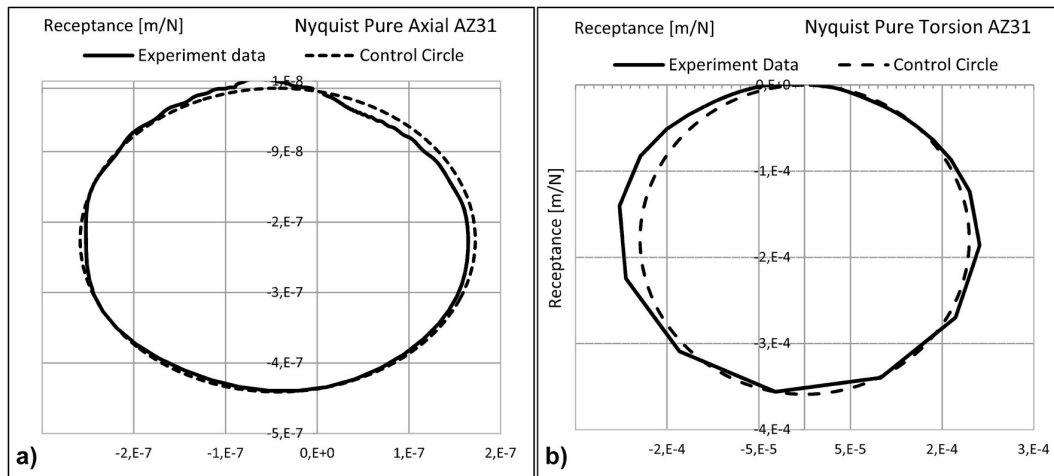 Receptance [m/N] Nyquist Pure Axial AZ31
Experiment data Control Circle
1,E-8
-9,E-8
-2,E-7
-3,E-7
-4,E-7
-5,E-7
-2,E-7 -1,E-7 0,E+0 1,E-7 2,E-7
a)
Receptance [m/N] Nyquist Pure Torsion AZ31
Experiment Data Control Circle
0,E+0
-1,E-4
-2,E-4
-3,E-4
-4,E-4
Receptance [m/N]
-2,E-4 -5,E-5 5,E-5 2,E-4 3,E-4
b)